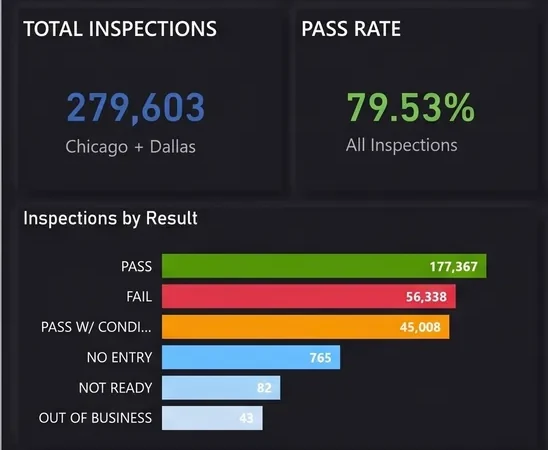 TOTAL INSPECTIONS
279,603
Chicago + Dallas
PASS RATE
79.53%
All Inspections
Inspections by Result
PASS 177,367
FAIL 56,338
PASS W/ CONDI... 45,008
NO ENTRY 765
NOT READY 82
OUT OF BUSINESS 43